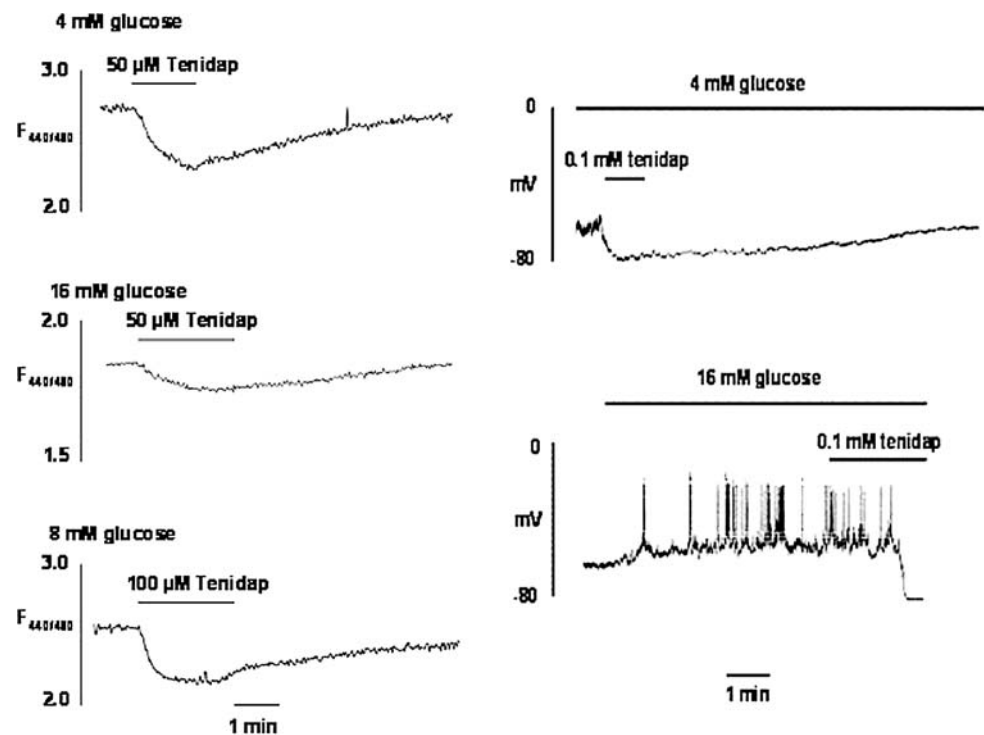 4 mM glucose
3.0
50 µM Tenidap
F 440/480
2.0
16 mM glucose
2.0
50 µM Tenidap
F 440/480
1.5
8 mM glucose
3.0
100 µM Tenidap
F 440/480
2.0
1 min
4 mM glucose
0
0.1 mM tenidap
mV
-80
16 mM glucose
0
0.1 mM tenidap
mV
-80
1 min